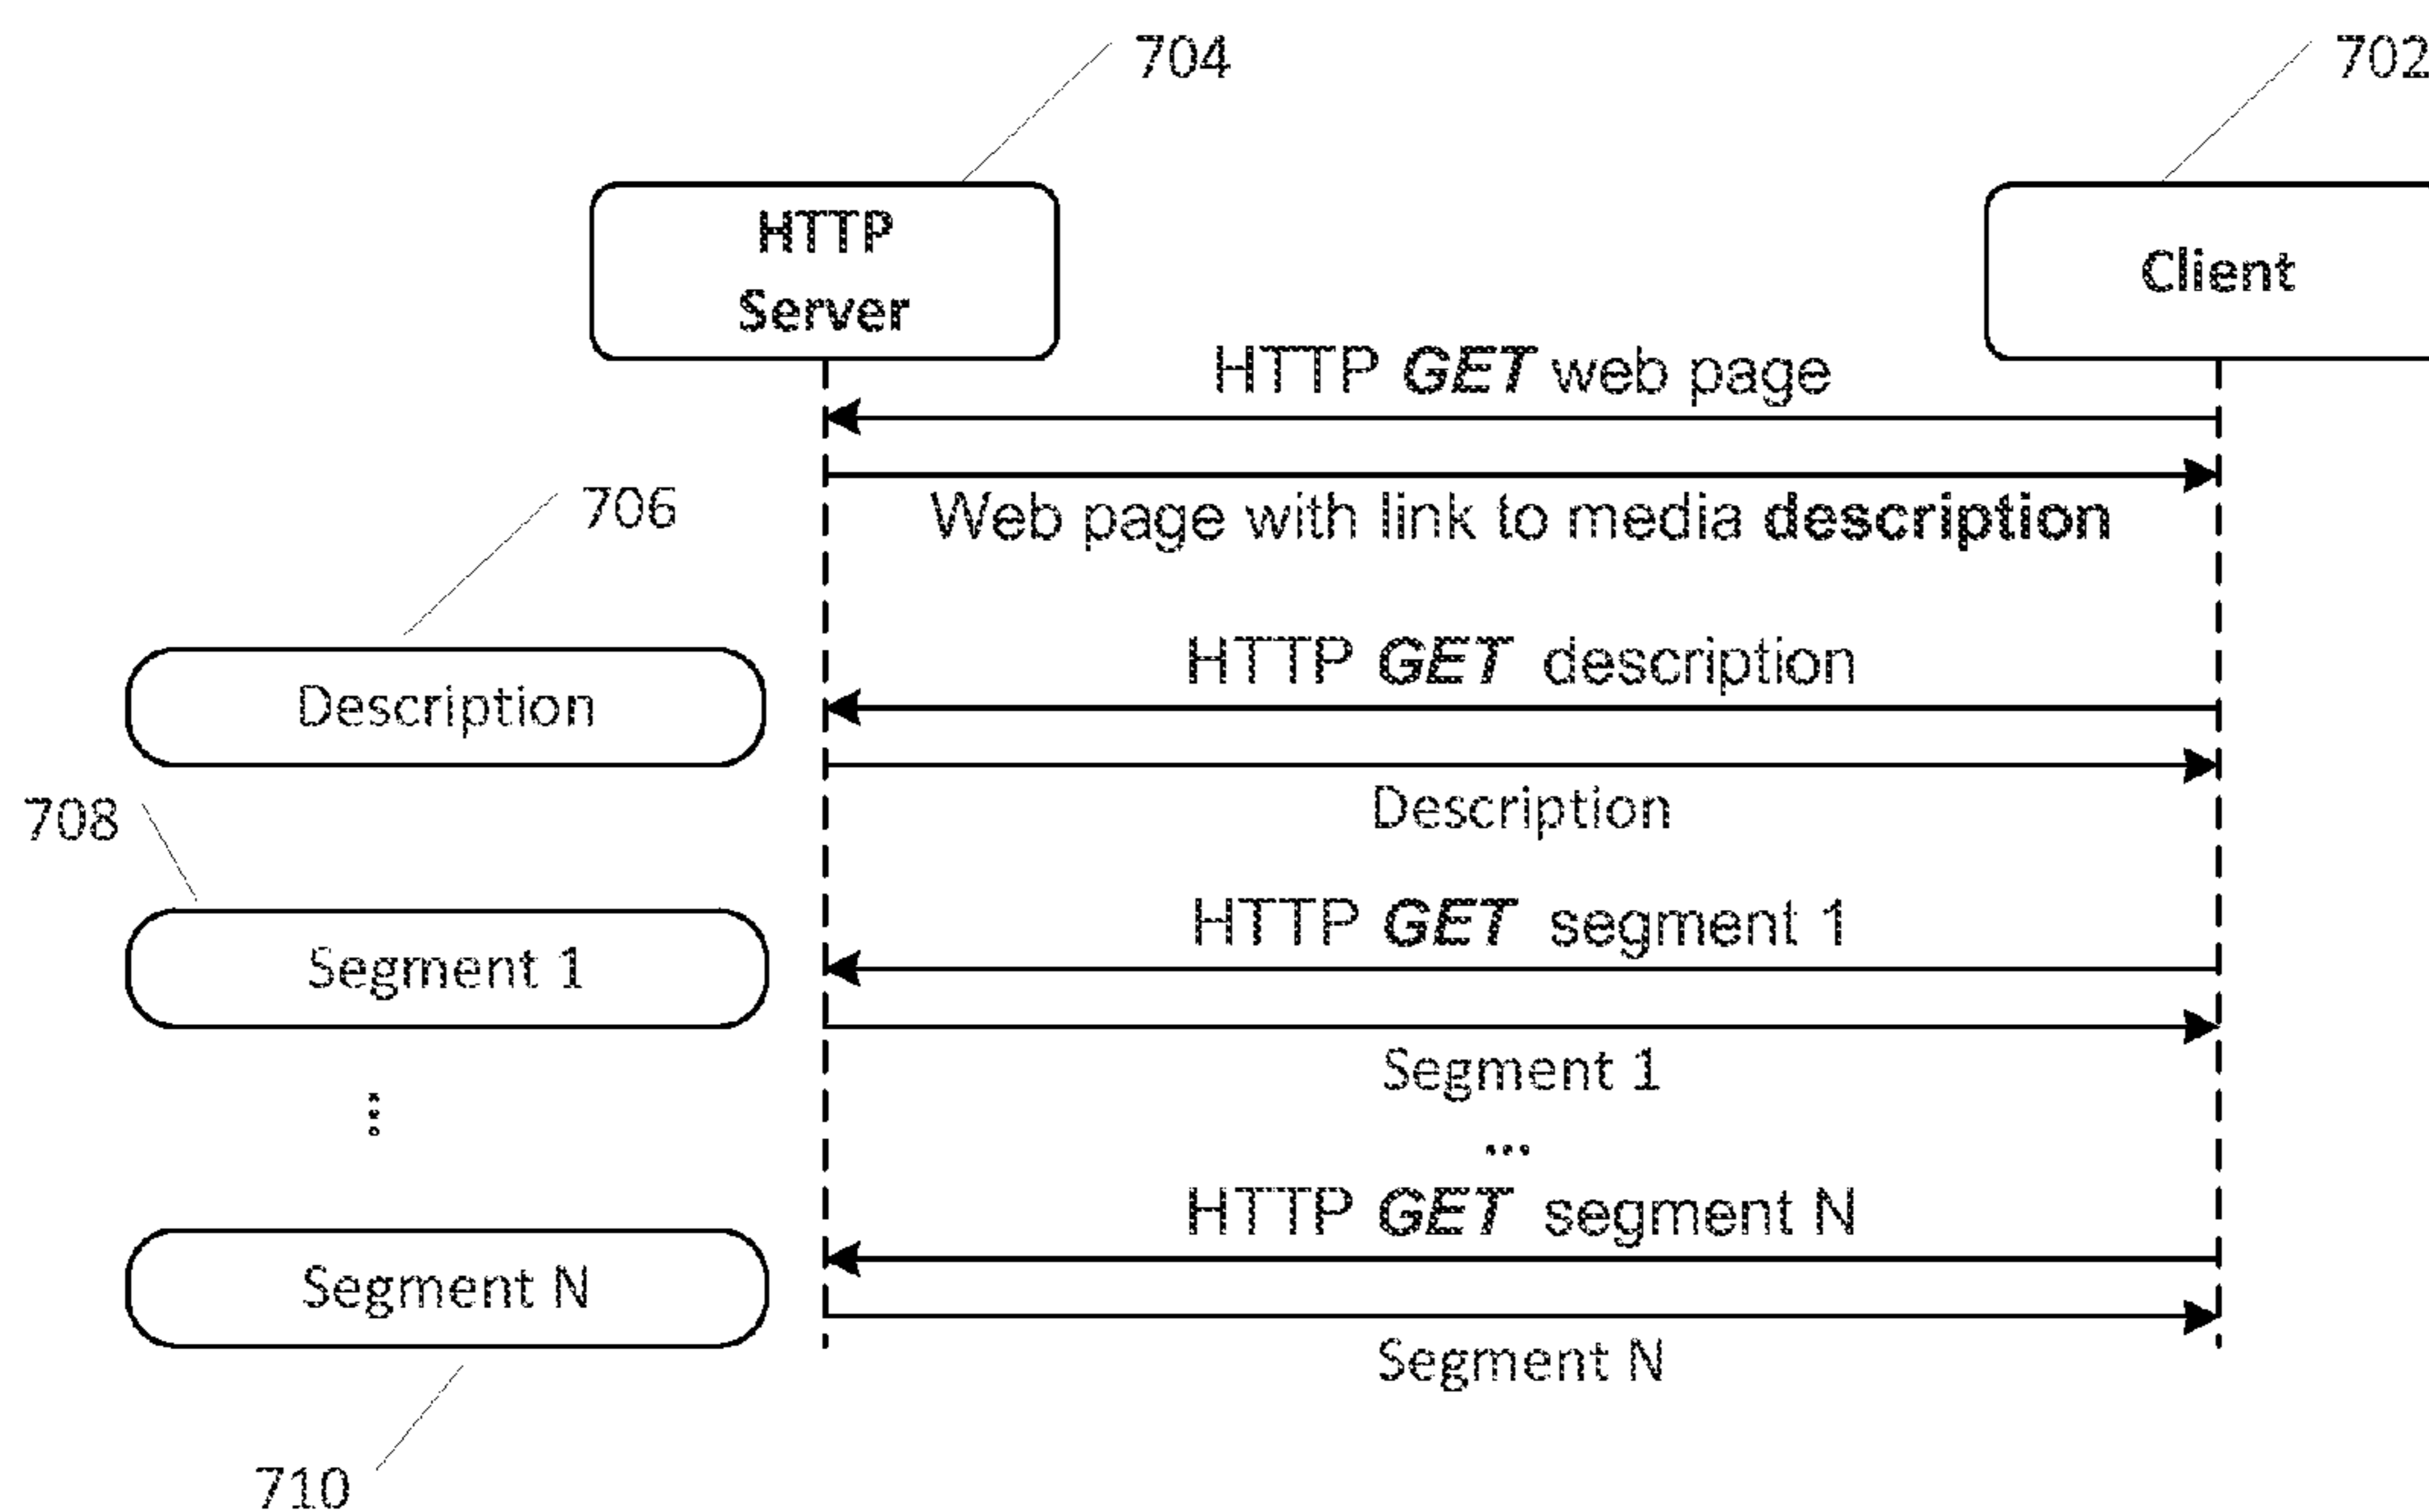 704
702
HTTP
Server
Client
HTTP GET web page
Web page with link to media description
706
HTTP GET description
Description
Description
708
HTTP GET segment 1
Segment 1
Segment 1
...
HTTP GET segment N
Segment N
Segment N
710